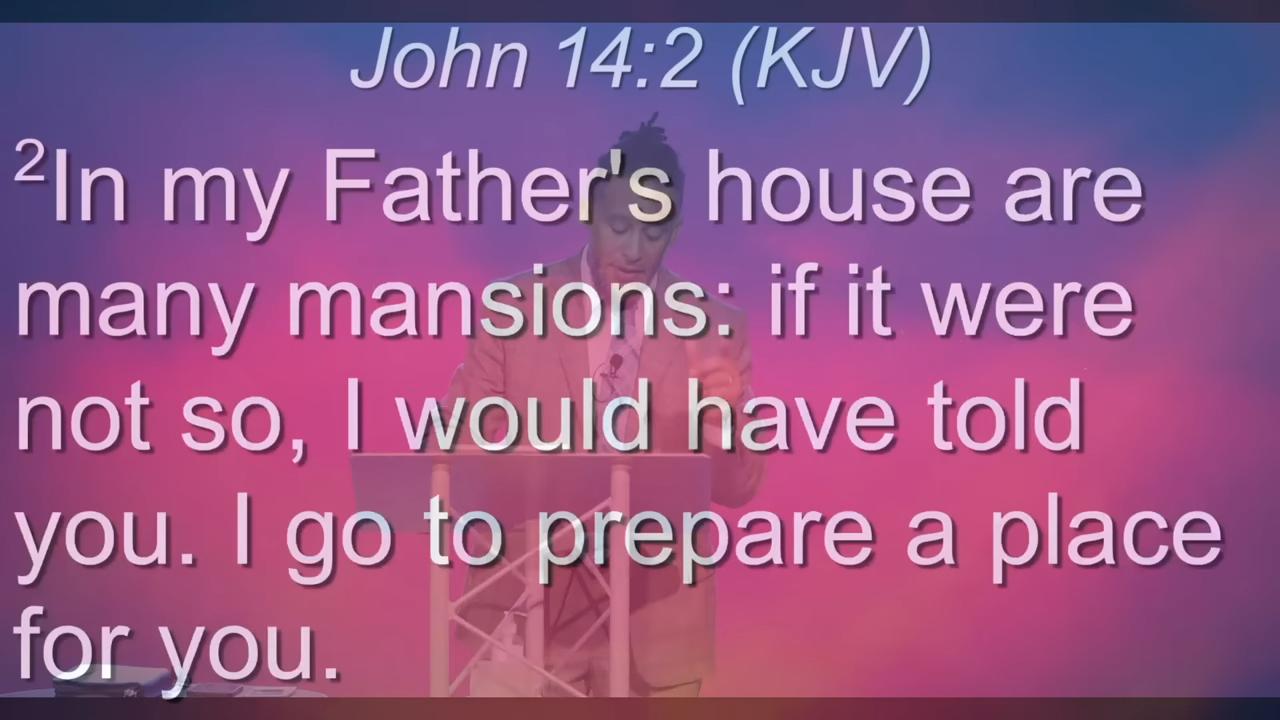 John 14:2 (KJV)
²In my Father's house are
many mansions: if it were
not so, I would have told
you. I go to prepare a place
for you.